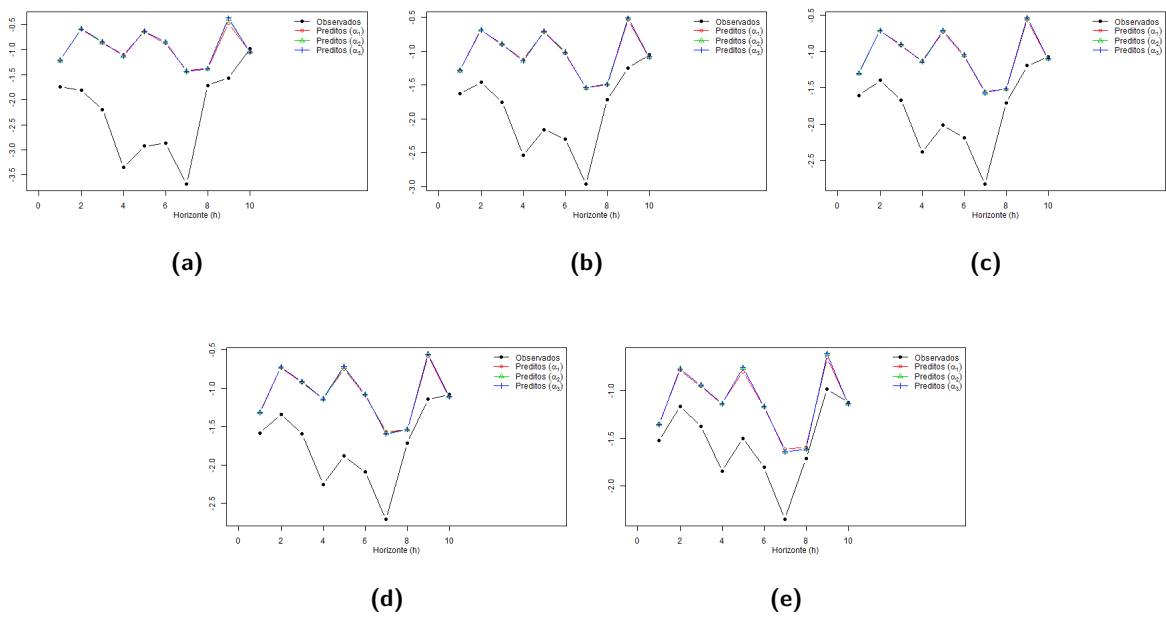 -0.5
-1.0
-1.5
-2.0
-2.5
-3.0
-3.5
Observados
Preditos (α₁)
Preditos (α₂)
Preditos (α₃)
0 2 4 6 8 10
Horizonte (h)
(a)
-0.5
-1.0
-1.5
-2.0
-2.5
-3.0
Observados
Preditos (α₁)
Preditos (α₂)
Preditos (α₃)
0 2 4 6 8 10
Horizonte (h)
(b)
-0.5
-1.0
-1.5
-2.0
-2.5
Observados
Preditos (α₁)
Preditos (α₂)
Preditos (α₃)
0 2 4 6 8 10
Horizonte (h)
(c)
-0.5
-1.0
-1.5
-2.0
-2.5
Observados
Preditos (α₁)
Preditos (α₂)
Preditos (α₃)
0 2 4 6 8 10
Horizonte (h)
(d)
-1.0
-1.5
-2.0
Observados
Preditos (α₁)
Preditos (α₂)
Preditos (α₃)
0 2 4 6 8 10
Horizonte (h)
(e)